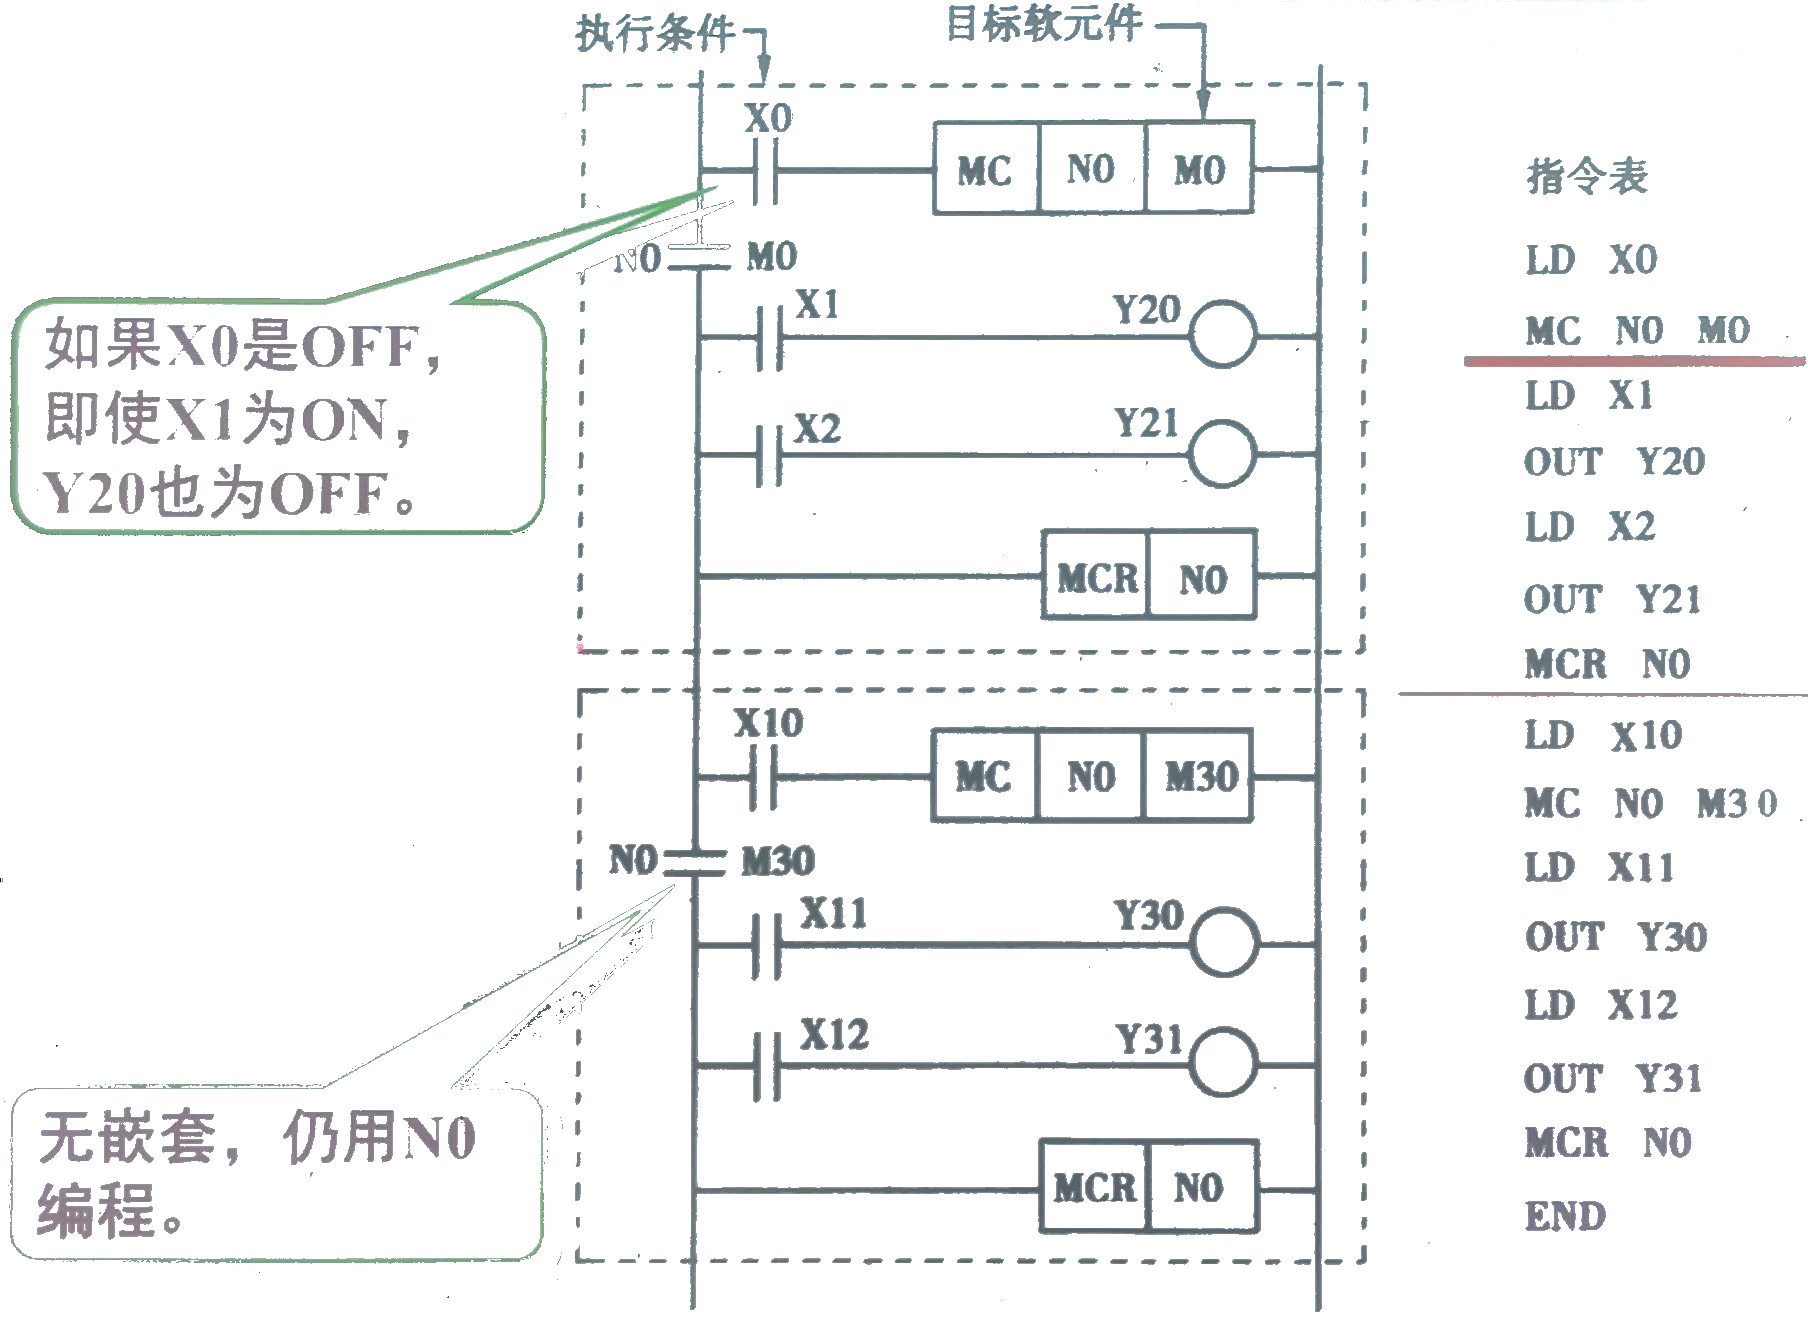 执行条件
目标软元件
X0
MC N0 M0
N0 M0
X1
Y20
X2
Y21
MCR N0
X10
MC N0 M30
N0 M30
X11
Y30
X12
Y31
MCR N0
如果X0是OFF，
即使X1为ON，
Y20也为OFF。
无嵌套，仍用N0
编程。
指令表
LD X0
MC N0 M0
LD X1
OUT Y20
LD X2
OUT Y21
MCR N0
LD X10
MC N0 M30
LD X11
OUT Y30
LD X12
OUT Y31
MCR N0
END